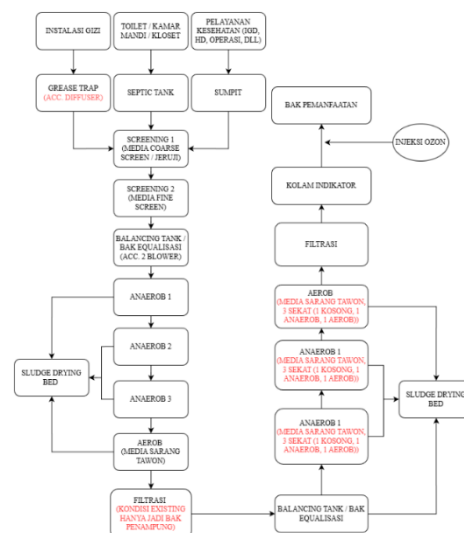 INSTALASI GIZI
TOILET / KAMAR
MANDI / KLOSET
PELAYANAN
KESEHATAN (IGD,
HD, OPERASI, DLL)
GREASE TRAP
(ACC. DIFFUSER)
SEPTIC TANK
SUMPIT
SCREENING 1
(MEDIA COARSE
SCREEN / JERUJI)
SCREENING 2
(MEDIA FINE
SCREEN)
BALANCING TANK /
BAK EQUALISASI
(ACC. 2 BLOWER)
ANAEROB 1
ANAEROB 2
ANAEROB 3
SLUDGE DRYING
BED
AEROB
(MEDIA SARANG
TAWON)
FILTRASI
(KONDISI EXISTING
HANYA JADI BAK
PENAMPUNG)
BAK PEMANFAATAN
INJEKSI OZON
KOLAM INDIKATOR
FILTRASI
AEROB
(MEDIA SARANG TAWON,
3 SEKAT (1 KOSONG, 1
ANAEROB, 1 AEROB))
ANAEROB 1
(MEDIA SARANG TAWON,
3 SEKAT (1 KOSONG, 1
ANAEROB, 1 AEROB))
ANAEROB 1
(MEDIA SARANG TAWON,
3 SEKAT (1 KOSONG, 1
ANAEROB, 1 AEROB))
SLUDGE DRYING
BED
BALANCING TANK / BAK
EQUALISASI